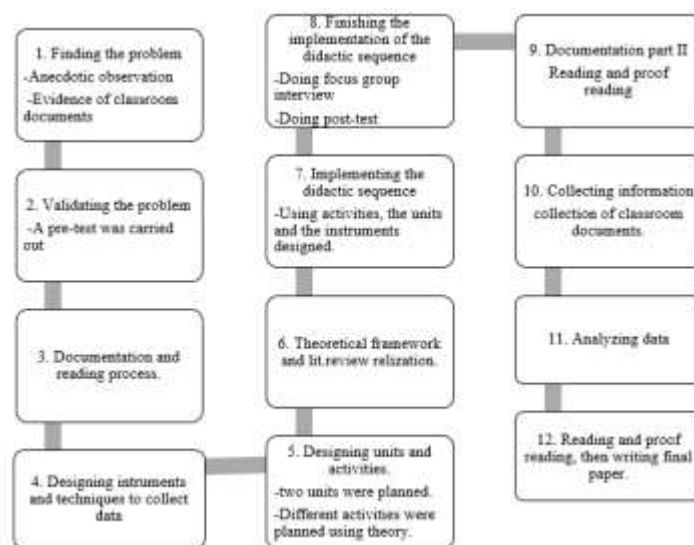 1. Finding the problem
-Anecdotic observation
-Evidence of classroom
documents
2. Validating the problem
-A pre-test was carried
out
3. Documentation and
reading process.
4. Designing istruments
and techniques to collect
data
5. Designing units and
activities.
-two units were planned.
-Different activities were
planned using theory.
6. Theoretical framework
and lit.review relization.
7. Implementing the
didactic sequence
-Using activities, the units
and the instruments
designed.
8. Finishing the
implementation of the
didactic sequence
-Doing focus group
interview
-Doing post-test
9. Documentation part II
Reading and proof
reading
10. Collecting information
collection of classroom
documents.
11. Analyzing data
12. Reading and proof
reading, then writing final
paper.